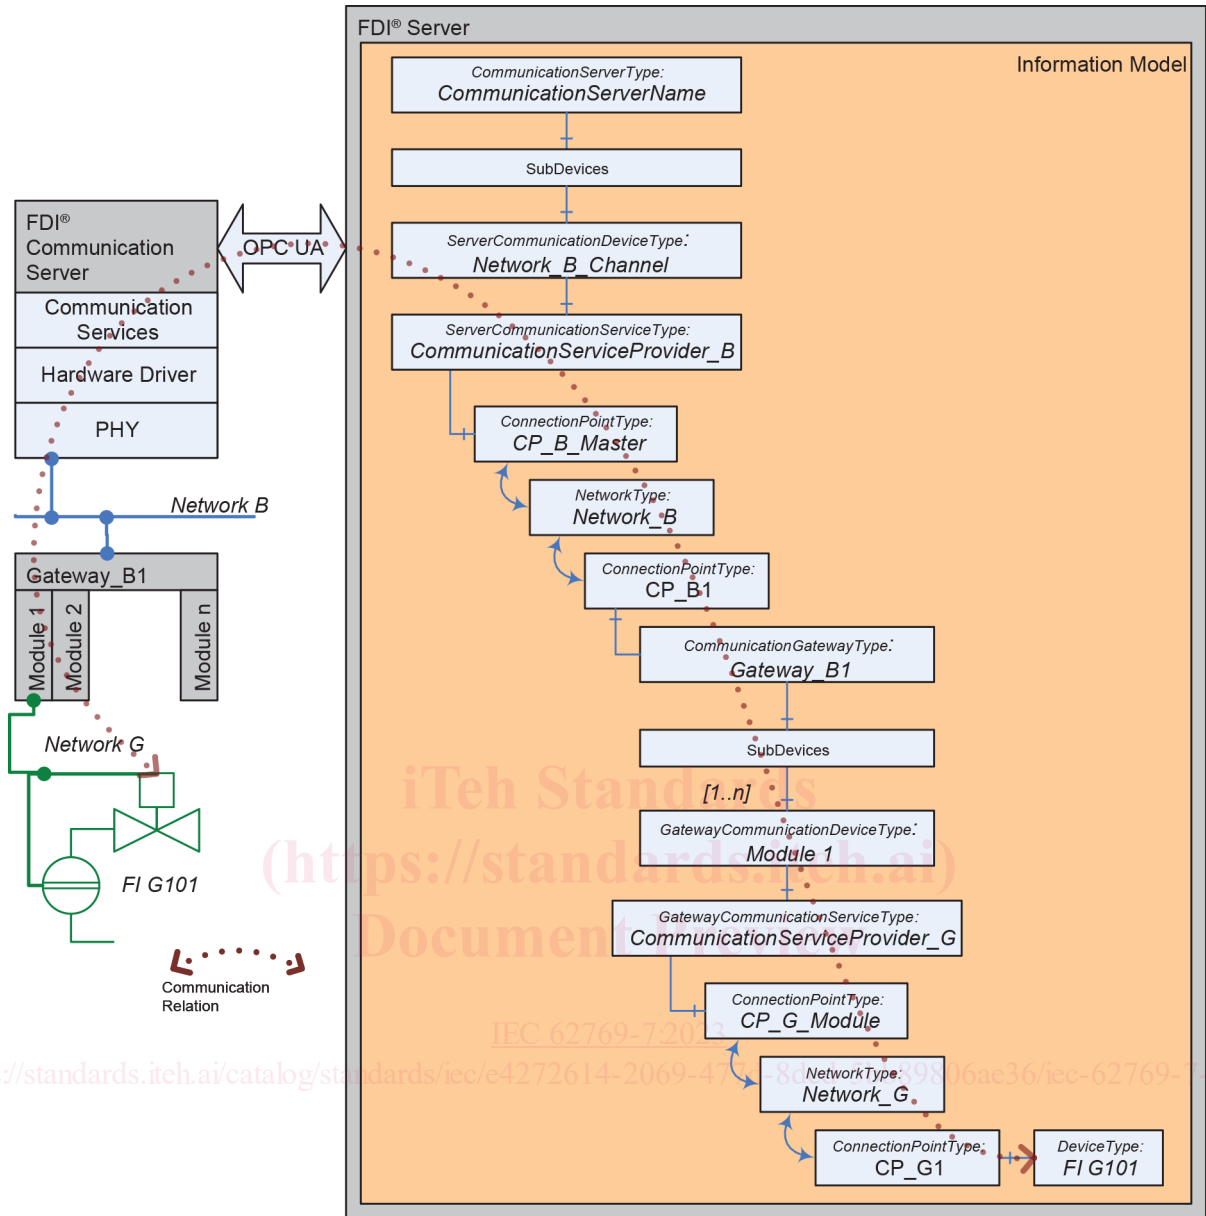 FDI® Server
Information Model
CommunicationServerType:
CommunicationServerName
SubDevices
ServerCommunicationDeviceType:
Network_B_Channel
ServerCommunicationServiceType:
CommunicationServiceProvider_B
ConnectionPointType:
CP_B_Master
NetworkType:
Network_B
ConnectionPointType:
CP_B1
CommunicationGatewayType:
Gateway_B1
SubDevices
[1..n]
GatewayCommunicationDeviceType:
Module 1
GatewayCommunicationServiceType:
CommunicationServiceProvider_G
ConnectionPointType:
CP_G_Module
NetworkType:
Network_G
ConnectionPointType:
CP_G1
DeviceType:
FI G101
FDI®
Communication
Server
OPC UA
Communication
Services
Hardware Driver
PHY
Network B
Gateway_B1
Module 1
Module 2
Module n
Network G
FI G101
Communication
Relation
iTeh Standards
(https://standards.iteh.ai)
Document Preview
IEC 62769-7:2023